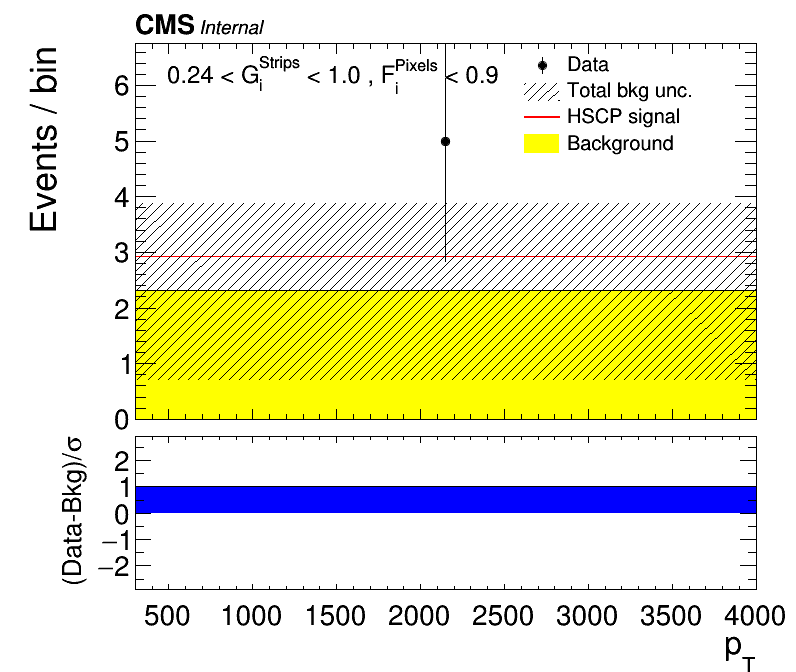 CMS Internal
Events / bin
0.24 < G_i^Strips < 1.0 , F_i^Pixels < 0.9
Data
Total bkg unc.
HSCP signal
Background
6
5
4
3
2
1
0
(Data-Bkg)/σ
2
1
0
−1
−2
500 1000 1500 2000 2500 3000 3500 4000
p_T